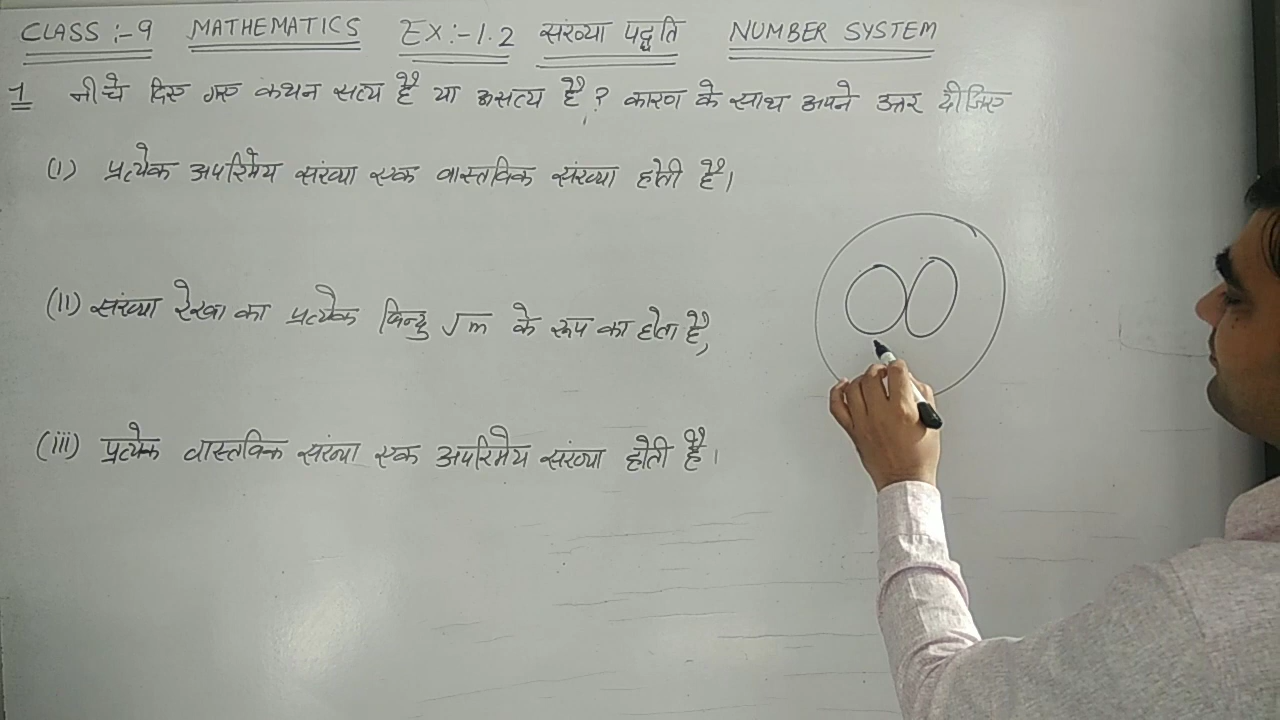 CLASS :- 9 MATHEMATICS EX:- 1.2 संख्या पद्धति NUMBER SYSTEM
1 नीचे दिए गए कथन सत्य हैं या असत्य हैं? कारण के साथ अपने उत्तर दीजिए
(i) प्रत्येक अपरिमेय संख्या एक वास्तविक संख्या होती है।
(ii) संख्या रेखा का प्रत्येक बिन्दु √m के रूप का होता है,
(iii) प्रत्येक वास्तविक संख्या एक अपरिमेय संख्या होती है।